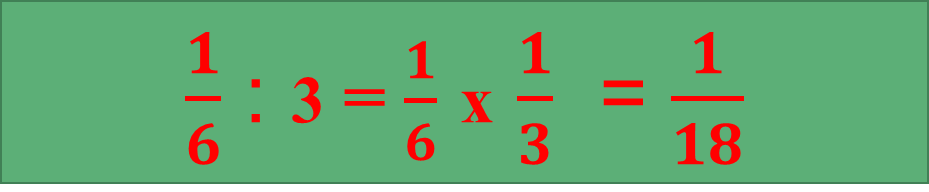 1/6 : 3 = 1/6 x 1/3 = 1/18